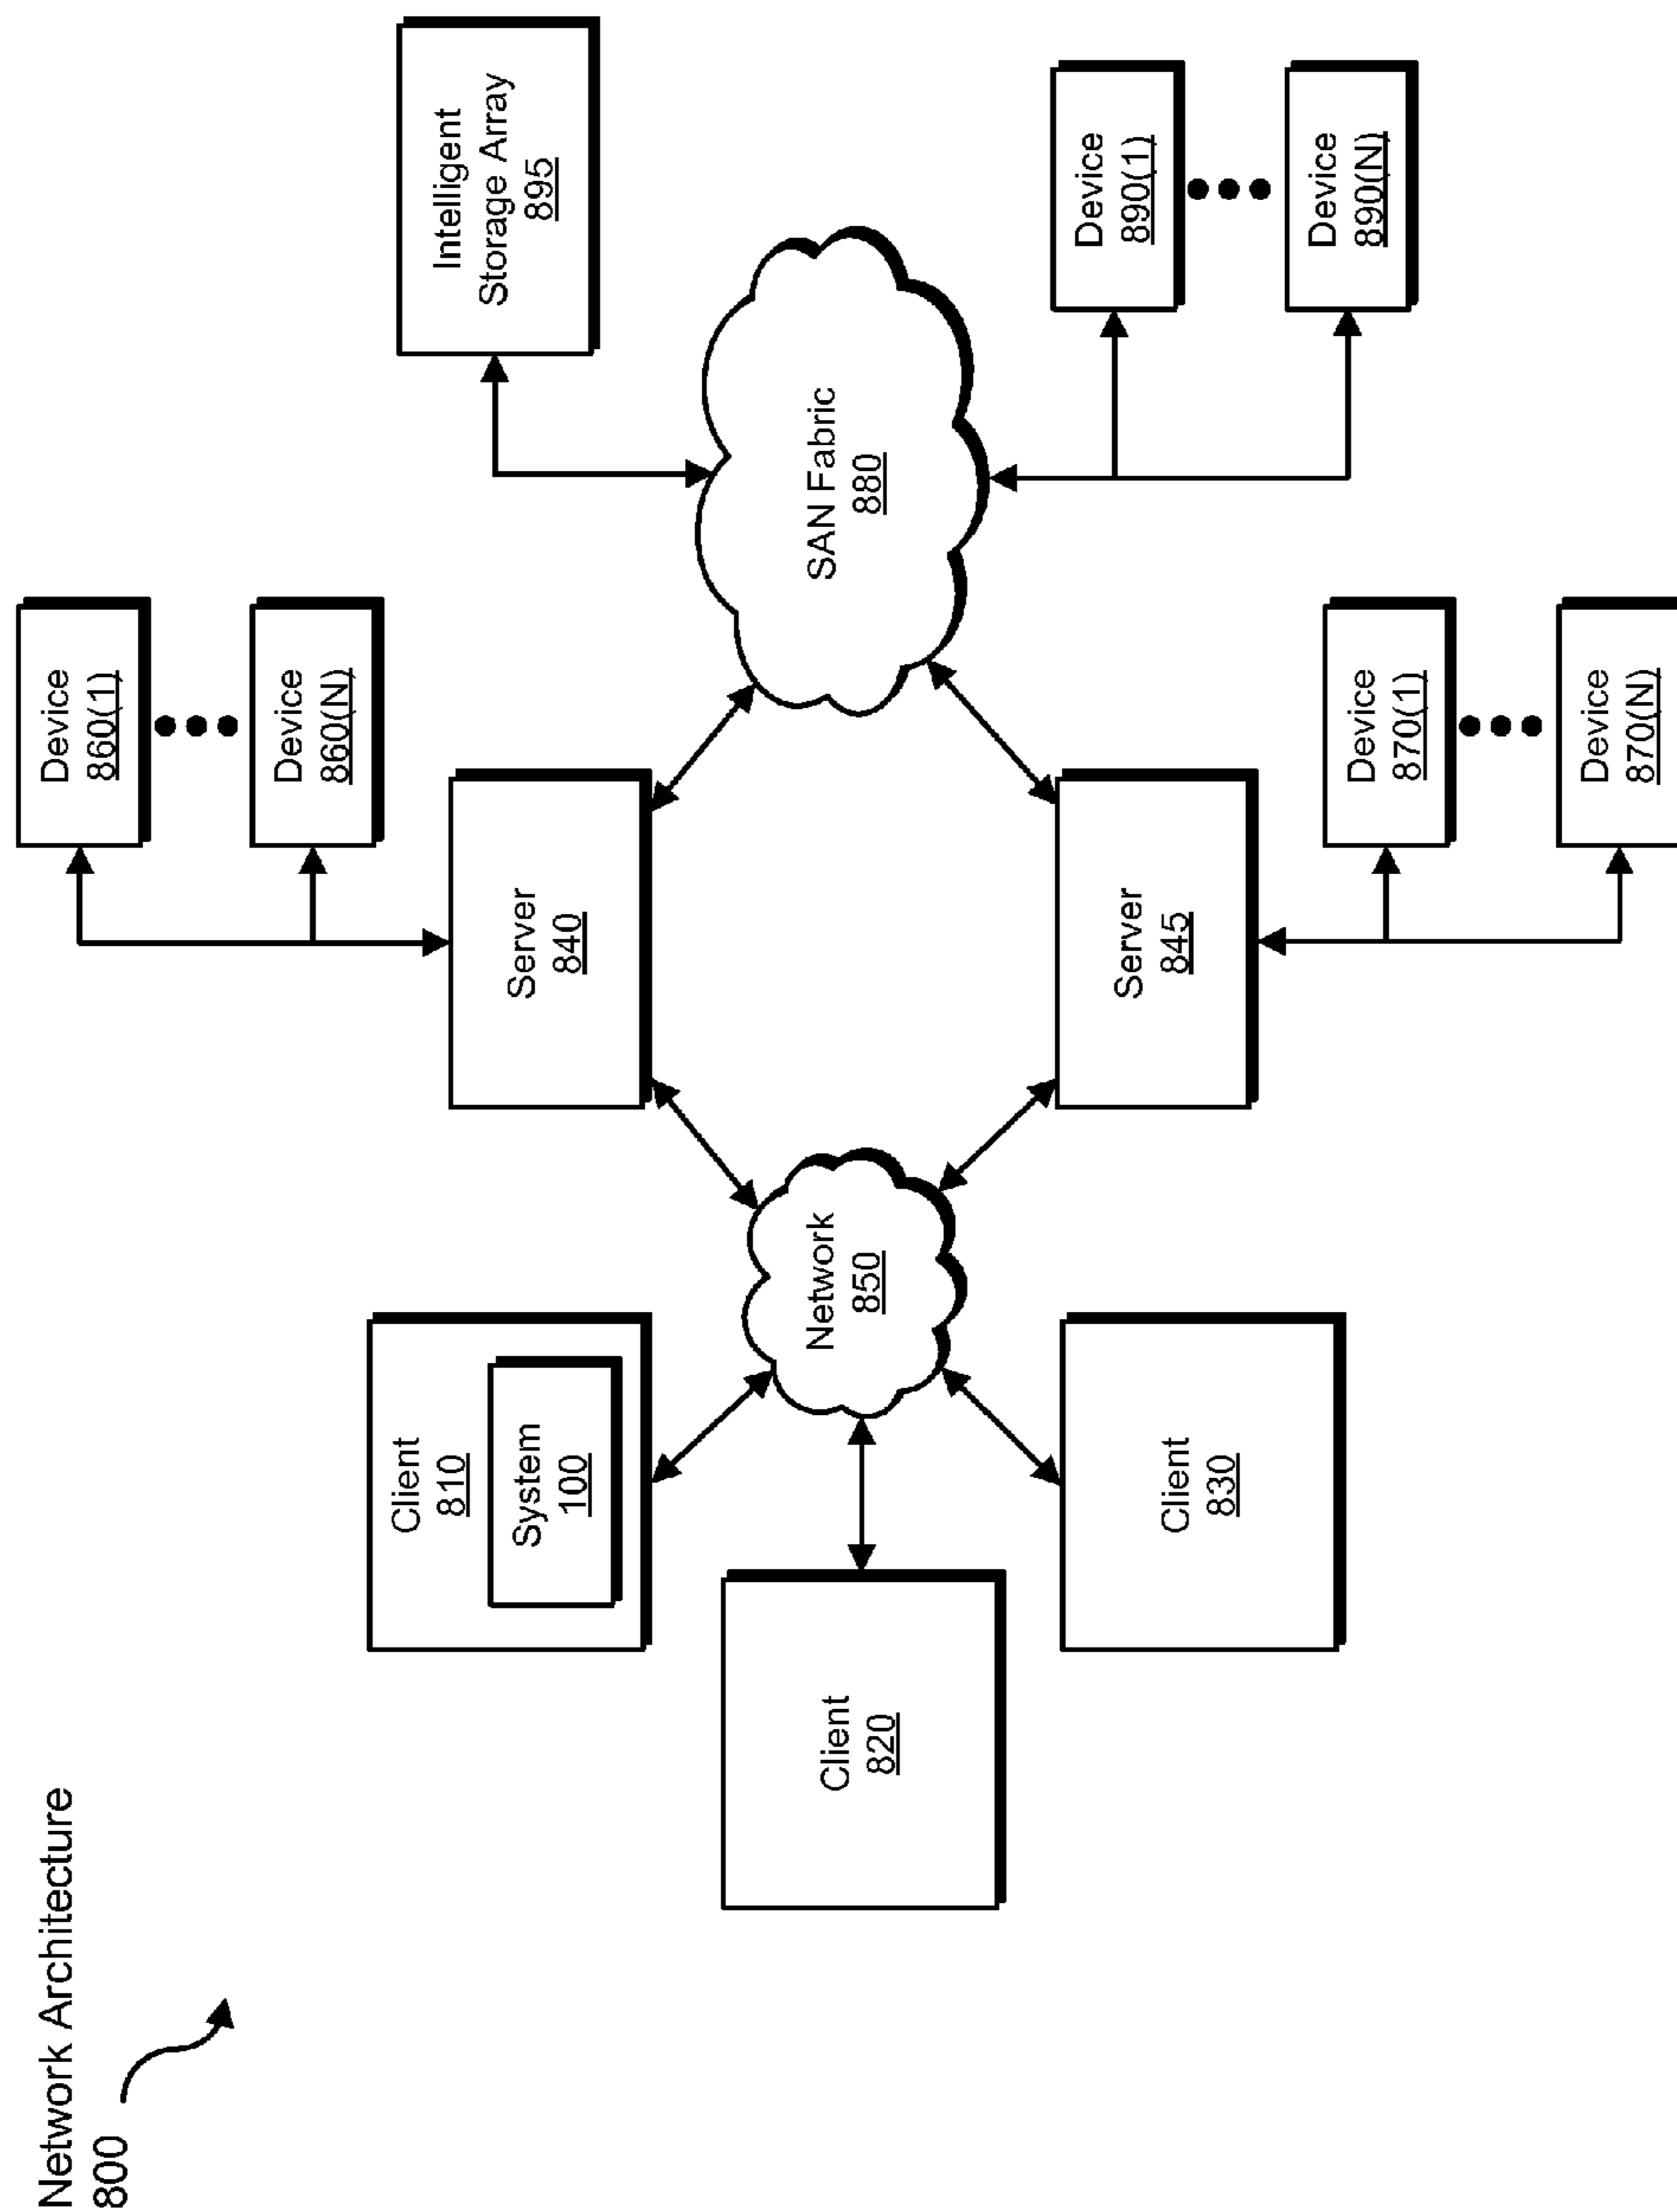 Network Architecture
800
Client
810
System
100
Client
820
Client
830
Network
850
Server
840
Server
845
Device
860(1)
Device
860(N)
Device
870(1)
Device
870(N)
SAN Fabric
880
Intelligent
Storage Array
895
Device
890(1)
Device
890(N)